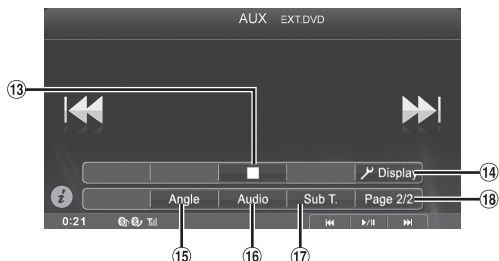 AUX EXT.DVD
⑬
Display
⑭
Angle Audio Sub T. Page 2/2
⑱
0:21
⑮ ⑯ ⑰